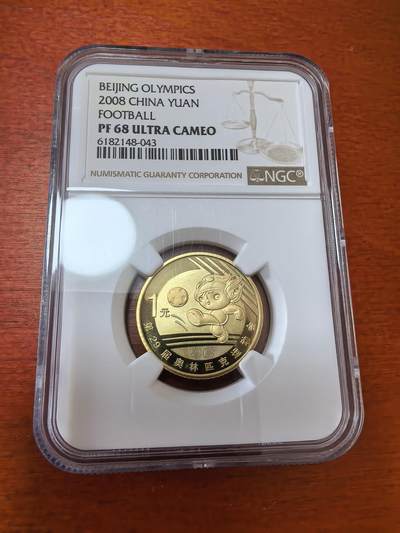 BEIJING OLYMPICS
2008 CHINA YUAN
FOOTBALL
PF 68 ULTRA CAMEO
6182148-043
NUMISMATIC GUARANTY CORPORATION
NGC®
1
元
第29届奥林匹克运动会